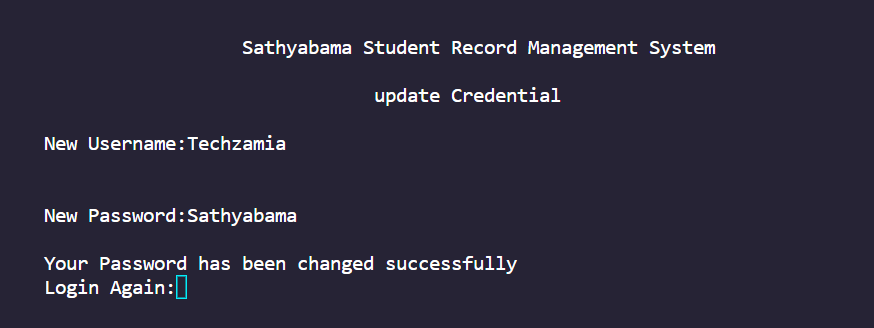 Sathyabama Student Record Management System
update Credential
New Username:Techzamia
New Password:Sathyabama
Your Password has been changed successfully
Login Again: